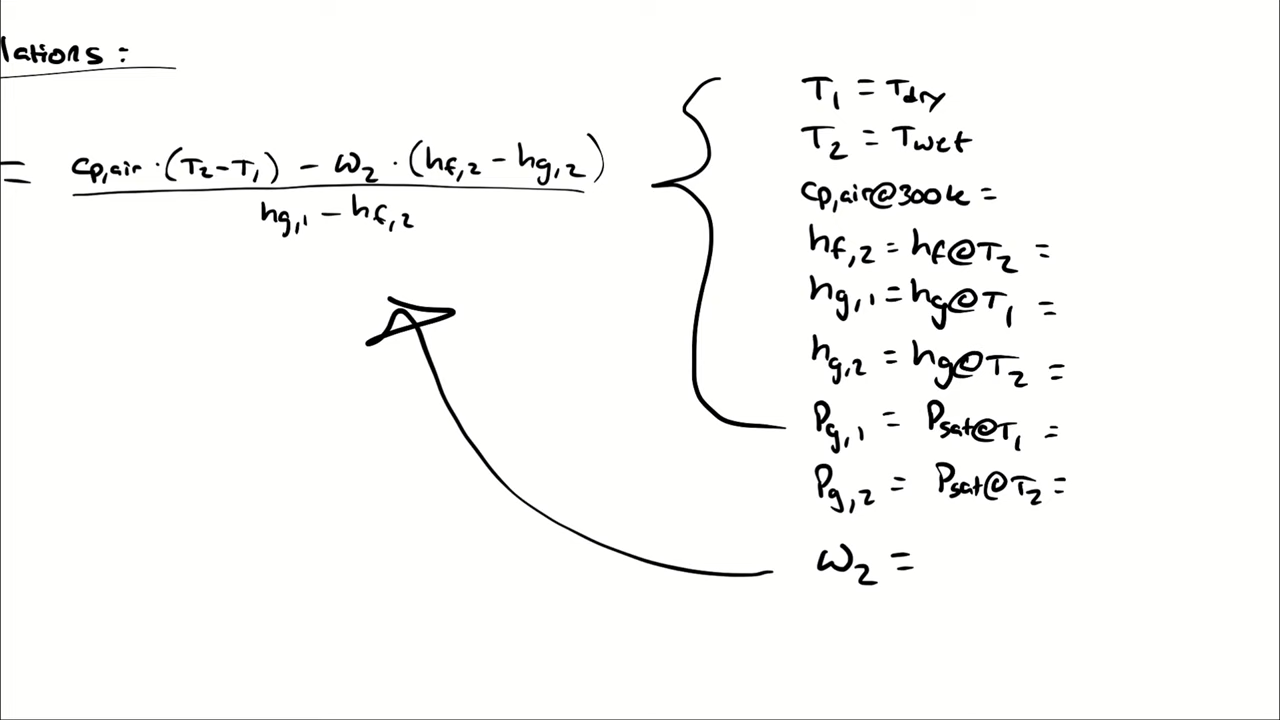 lations :
= cp,air · (T2 - T1) - ω2 · (hf,2 - hg,2)
hg,1 - hf,2
T1 = Tdry
T2 = Twet
cp,air@300k =
hf,2 = hf@T2 =
hg,1 = hg@T1 =
hg,2 = hg@T2 =
Pg,1 = Psat@T1 =
Pg,2 = Psat@T2 =
ω2 =